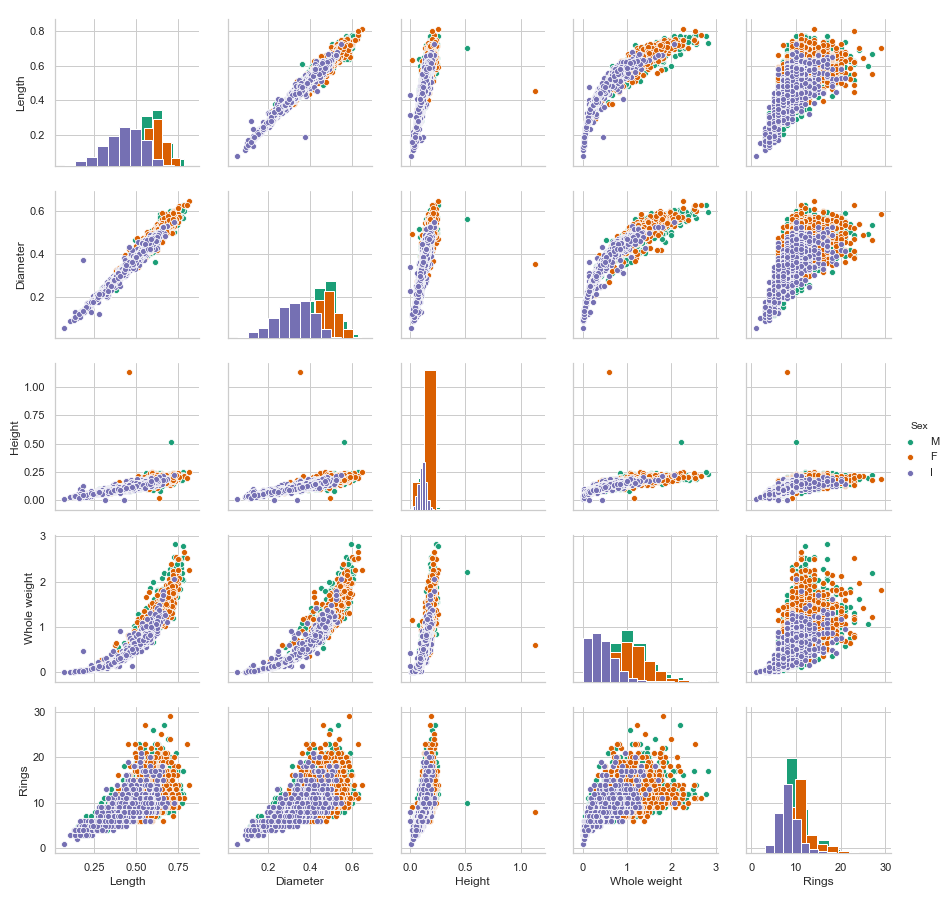 0.8
0.6
0.4
0.2
Length
0.6
0.4
0.2
Diameter
1.00
0.75
0.50
0.25
0.00
Height
Sex
M
F
I
3
2
1
0
Whole weight
30
20
10
0
Rings
0.25 0.50 0.75
Length
0.2 0.4 0.6
Diameter
0.0 0.5 1.0
Height
0 1 2 3
Whole weight
0 10 20 30
Rings